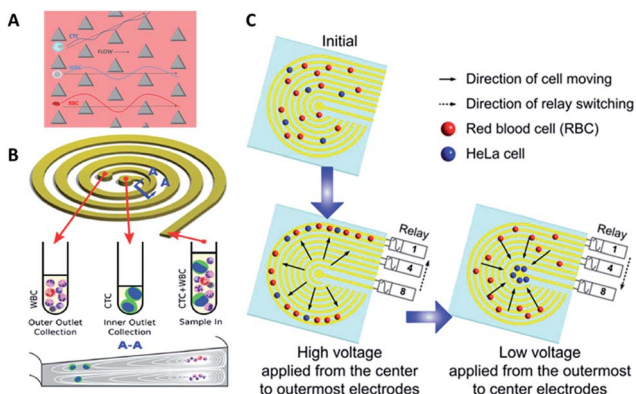 A
CTC
FLOW
WBC
RBC
B
A
A
WBC
Outer Outlet
Collection
CTC
Inner Outlet
Collection
CTC+WBC
Sample In
A-A
C
Initial
Direction of cell moving
Direction of relay switching
Red blood cell (RBC)
HeLa cell
Relay
1
4
8
High voltage
applied from the center
to outermost electrodes
Relay
1
4
8
Low voltage
applied from the outermost
to center electrodes